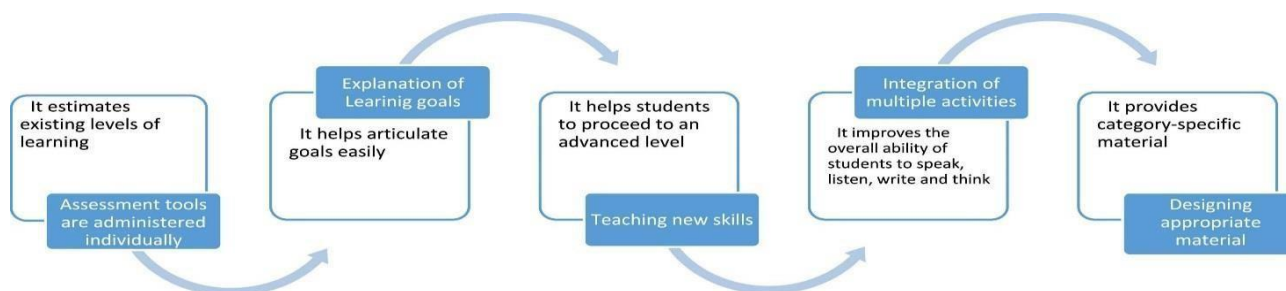 It estimates
existing levels of
learning
Assessment tools
are administered
individually
Explanation of
Learinig goals
It helps articulate
goals easily
It helps students
to proceed to an
advanced level
Teaching new skills
Integration of
multiple activities
It improves the
overall ability of
students to speak,
listen, write and think
It provides
category-specific
material
Designing
appropriate
material